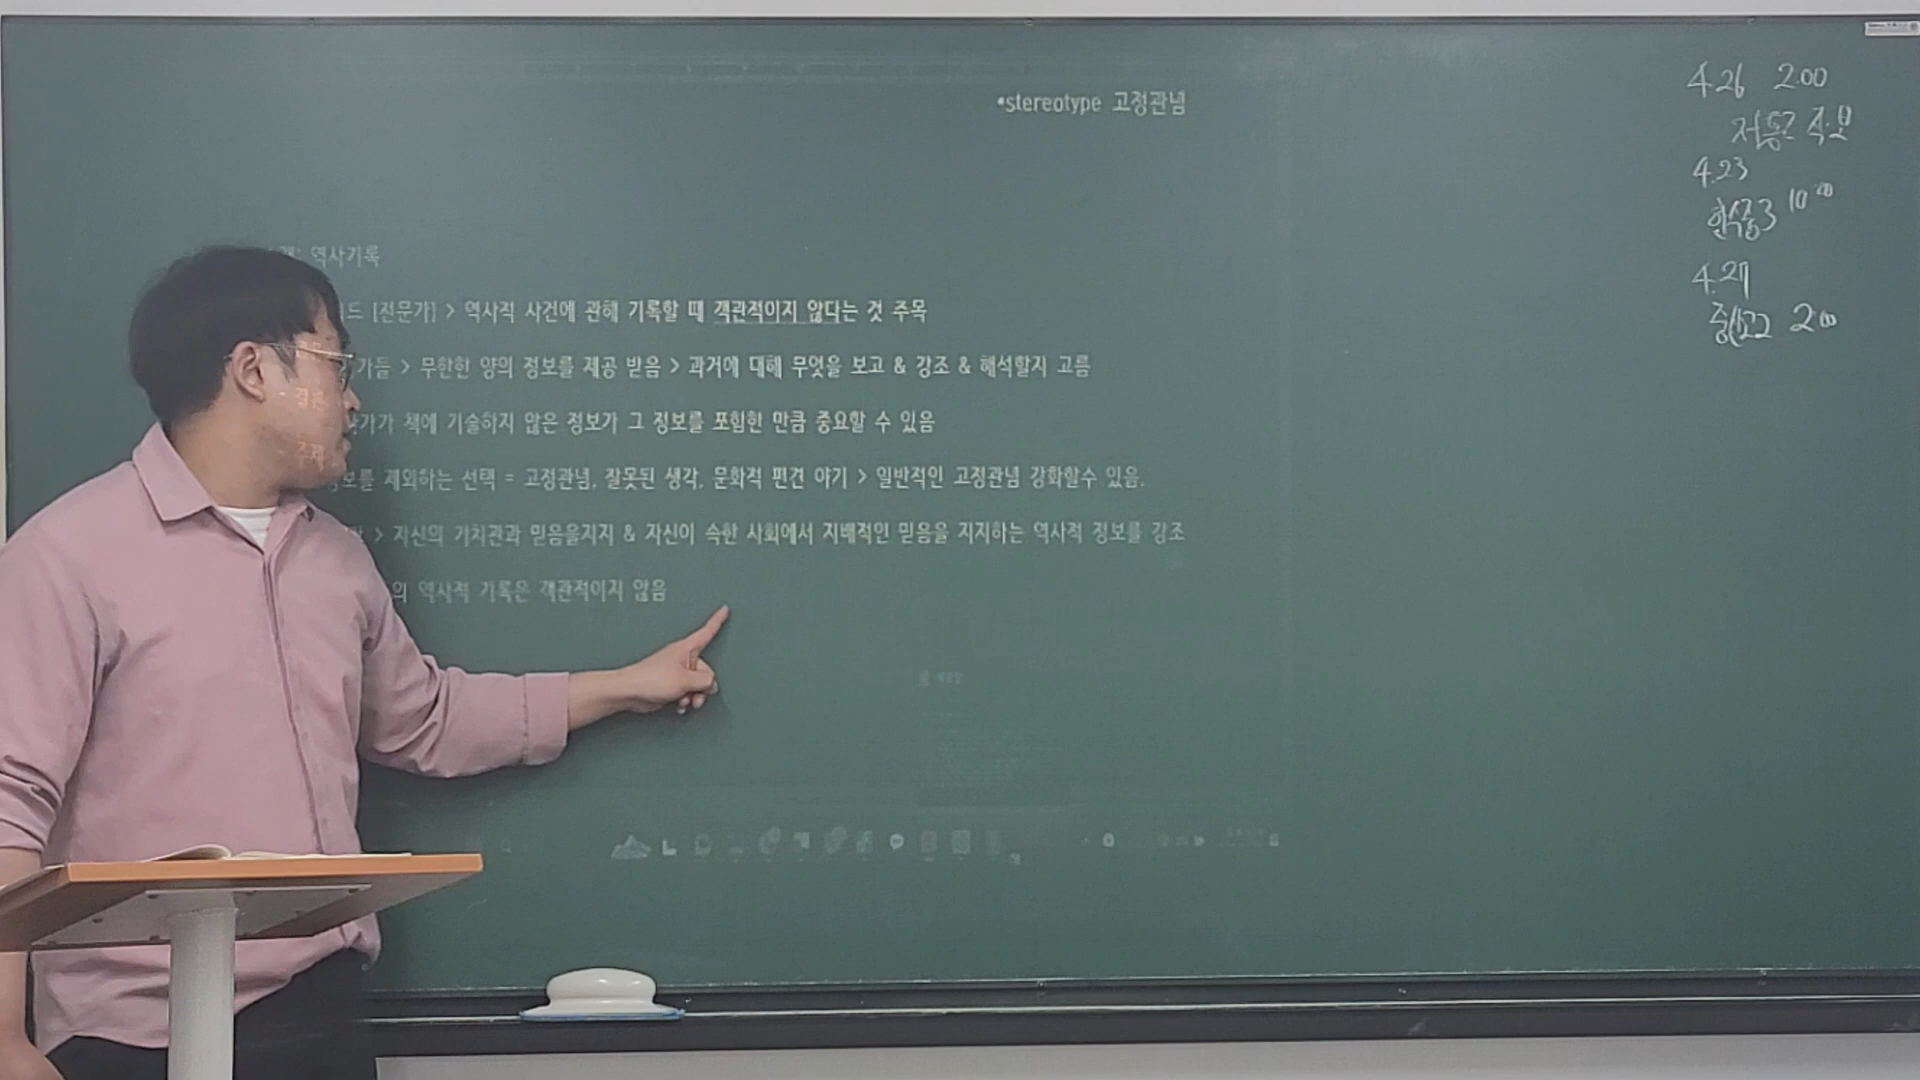 •stereotype 고정관념
역사기록
[전문가] > 역사적 사건에 관해 기록할 때 객관적이지 않다는 것 주목
가들 > 무한한 양의 정보를 제공 받음 > 과거에 대해 무엇을 보고 & 강조 & 해석할지 고름
가가 책에 기술하지 않은 정보가 그 정보를 포함한 만큼 중요할 수 있음
정보를 제외하는 선택 = 고정관념, 잘못된 생각, 문화적 편견 야기 > 일반적인 고정관념 강화할수 있음.
> 자신의 가치관과 믿음을지지 & 자신이 속한 사회에서 지배적인 믿음을 지지하는 역사적 정보를 강조
의 역사적 기록은 객관적이지 않음
4.26 2.00
직보
4.23
10 00
4.27
2 00